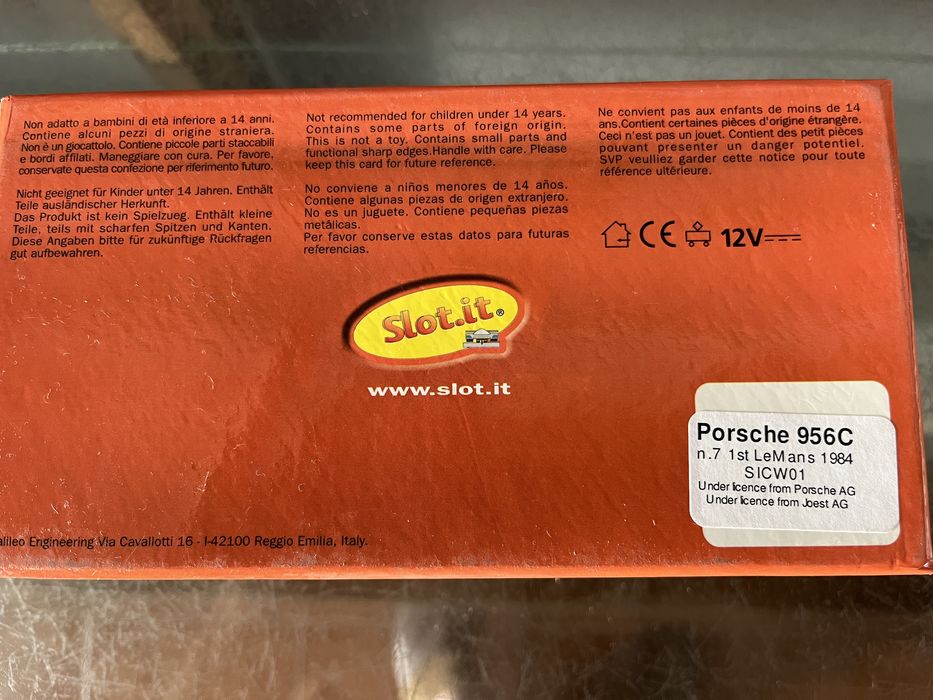 Non adatto a bambini di età inferiore a 14 anni.
Contiene alcuni pezzi di origine straniera.
Non è un giocattolo. Contiene piccole parti staccabili
e bordi affilati. Maneggiare con cura. Per favore,
conservate questa confezione per riferimento futuro.
Nicht geeignet für Kinder unter 14 Jahren. Enthält
Teile ausländischer Herkunft.
Das Produkt ist kein Spielzueg. Enthält kleine
Teile, teils mit scharfen Spitzen und Kanten.
Diese Angaben bitte für zukünftige Rückfragen
gut aufbewahren.
Not recommended for children under 14 years.
Contains some parts of foreign origin.
This is not a toy. Contains small parts and
functional sharp edges.Handle with care. Please
keep this card for future reference.
No conviene a niños menores de 14 años.
Contiene algunas piezas de origen extranjero.
No es un juguete. Contiene pequeñas piezas
metálicas.
Por favor conserve estas datos para futuras
referencias.
Ne convient pas aux enfants de moins de 14
ans.Contient certaines pièces d'origine étrangère.
Ceci n'est pas un jouet. Contient des petit pièces
pouvant presenter un danger potentiel.
SVP veulliez garder cette notice pour toute
référence ultérieure.
CE 12V
Slot.it®
www.slot.it
Porsche 956C
n.7 1st LeMans 1984
SICW01
Under licence from Porsche AG
Under licence from Joest AG
alileo Engineering Via Cavallotti 16 - I-42100 Reggio Emilia, Italy.